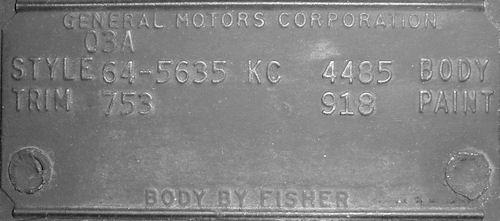 GENERAL MOTORS CORPORATION
03A
STYLE 64-5635 KC 4485 BODY
TRIM 753 918 PAINT
BODY BY FISHER